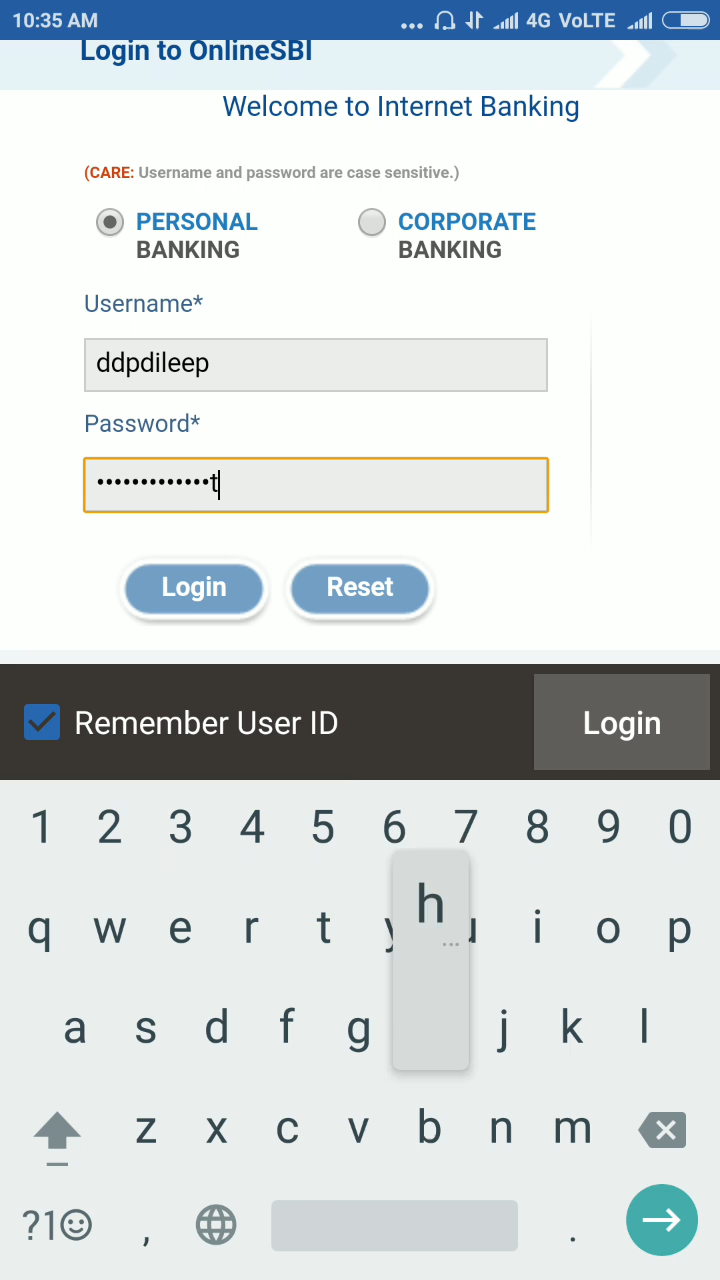 10:35 AM 4G VoLTE
Login to OnlineSBI
Welcome to Internet Banking
(CARE: Username and password are case sensitive.)
PERSONAL BANKING
CORPORATE BANKING
Username*
ddpdileep
Password*
•••••••••••••t
Login Reset
Remember User ID Login
1 2 3 4 5 6 7 8 9 0
h
q w e r t y u i o p
a s d f g j k l
z x c v b n m
?1☺ , .